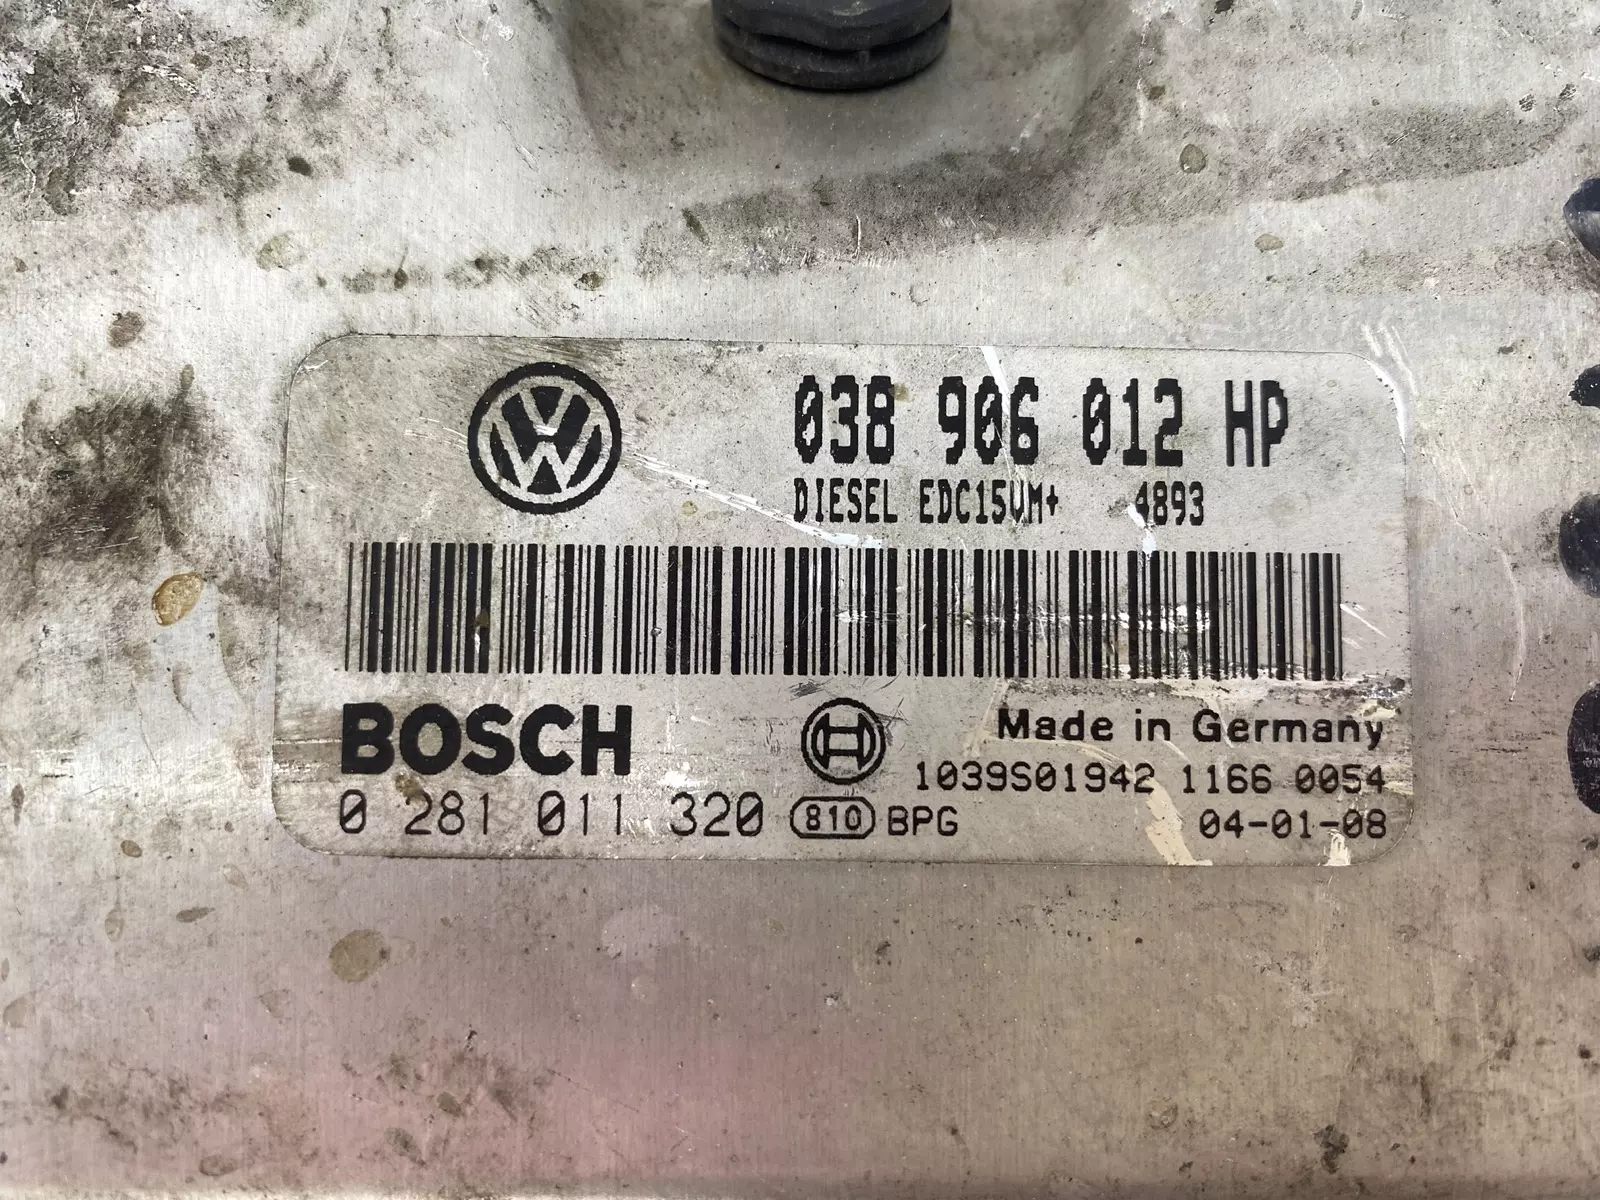 038 906 012 HP
DIESEL EDC15VM+ 4893
BOSCH
Made in Germany
1039S01942 1166 0054
0 281 011 320 810 BPG 04-01-08